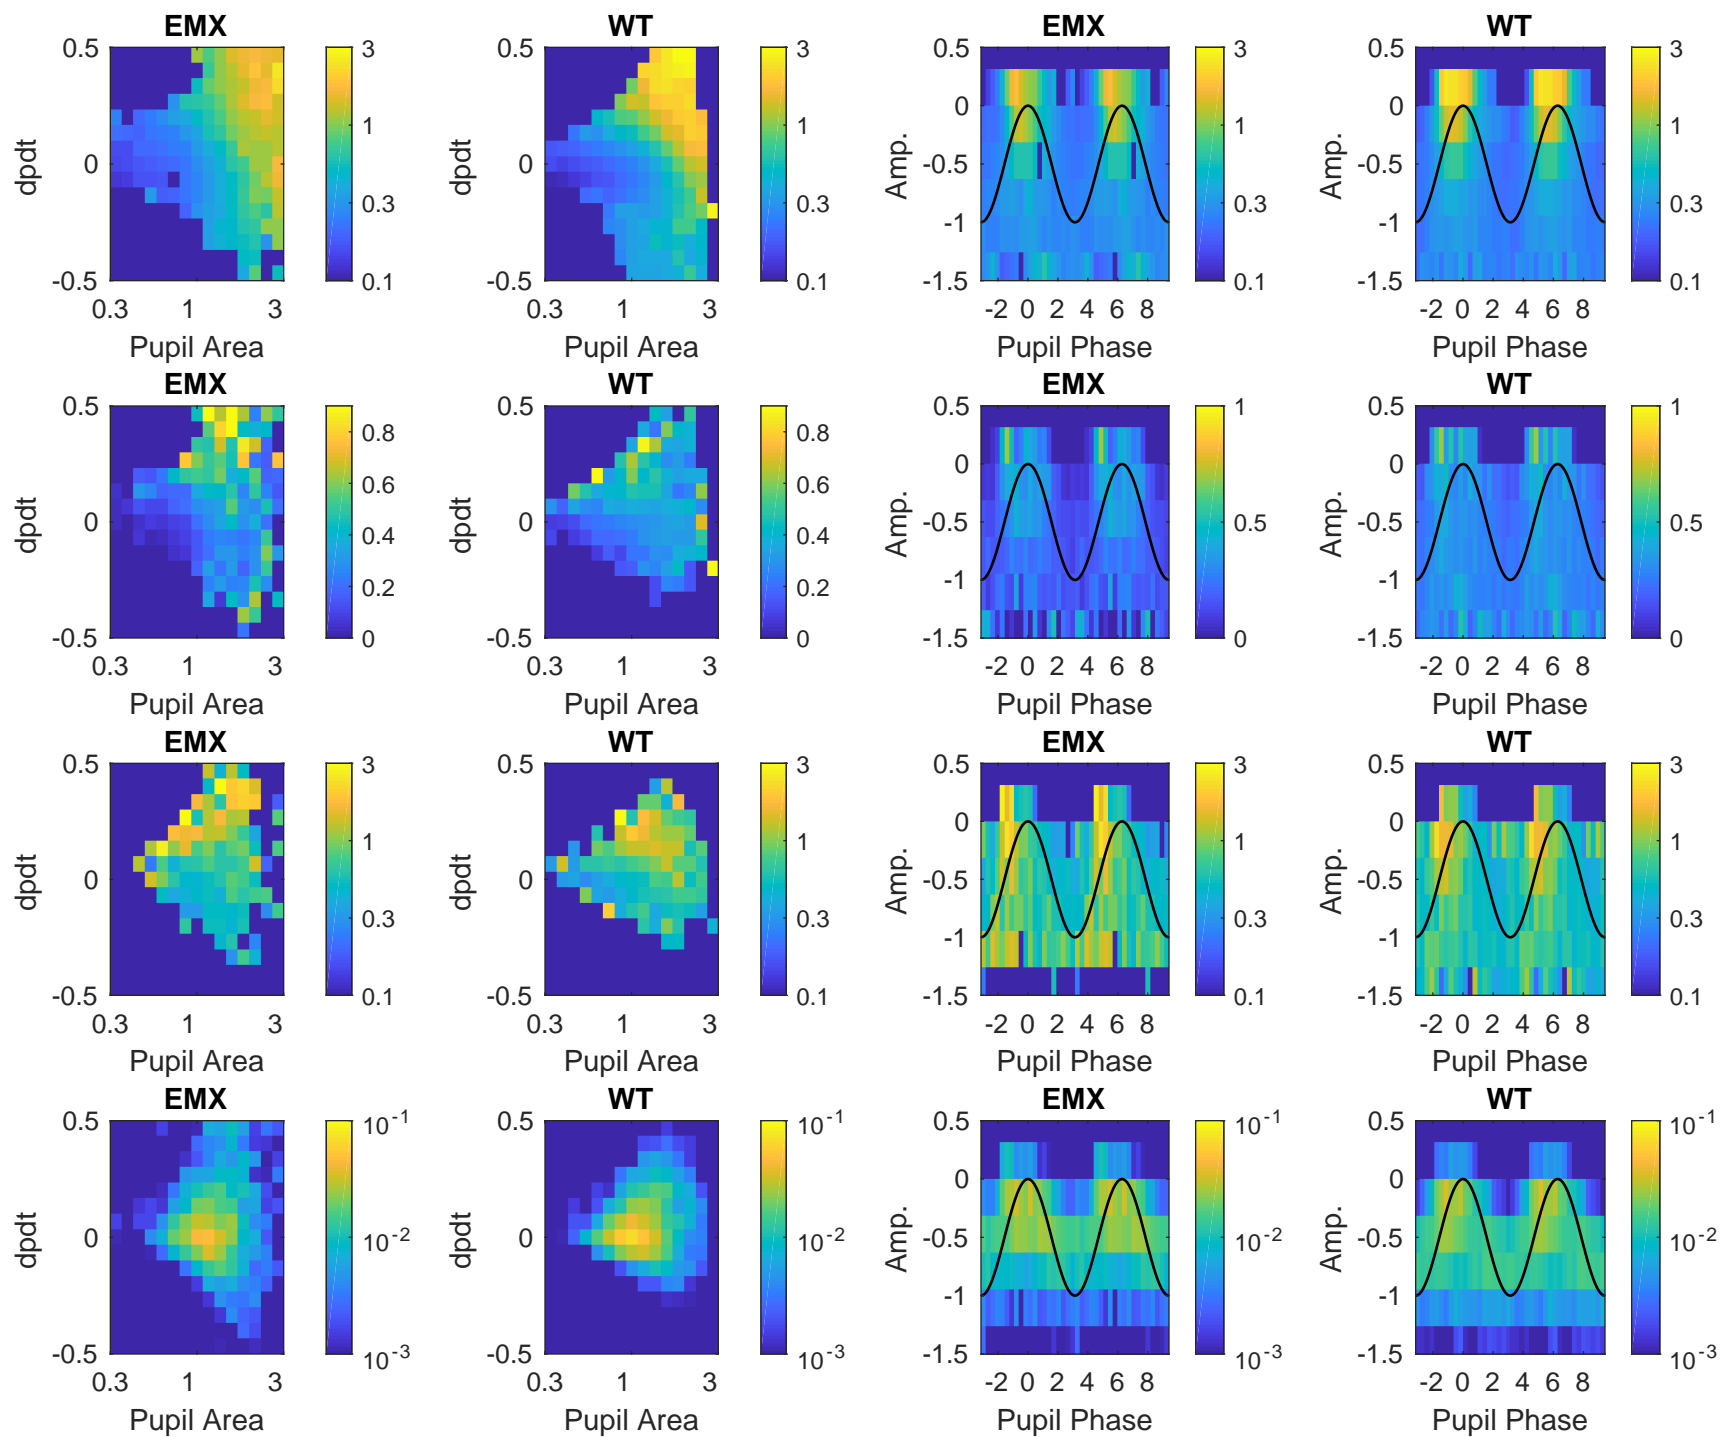 EMX WT EMX WT
0.5 3 0.5 3 0.5 3 0.5 3
dpdt 0 1 dpdt 0 1 Amp. 0 1 Amp. 0 1
-0.5 0.3 -0.5 0.3
-1 0.3 -1 0.3
-0.5 0.1 -0.5 0.1 -1.5 0.1 -1.5 0.1
0.3 1 3 0.3 1 3 -2 0 2 4 6 8 -2 0 2 4 6 8
Pupil Area Pupil Area Pupil Phase Pupil Phase
EMX WT EMX WT
0.5 0.8 0.5 0.8 0.5 1 0.5 1
0.6 0.6 0 0
dpdt 0 0.4 dpdt 0 0.4 Amp. -0.5 0.5 Amp. -0.5 0.5
0.2 0.2 -1 -1
-0.5 0 -0.5 0 -1.5 0 -1.5 0
0.3 1 3 0.3 1 3 -2 0 2 4 6 8 -2 0 2 4 6 8
Pupil Area Pupil Area Pupil Phase Pupil Phase
EMX WT EMX WT
0.5 3 0.5 3 0.5 3 0.5 3
dpdt 0 1 dpdt 0 1 Amp. 0 1 Amp. 0 1
-0.5 0.3 -0.5 0.3
-1 0.3 -1 0.3
-0.5 0.1 -0.5 0.1 -1.5 0.1 -1.5 0.1
0.3 1 3 0.3 1 3 -2 0 2 4 6 8 -2 0 2 4 6 8
Pupil Area Pupil Area Pupil Phase Pupil Phase
EMX WT EMX WT
0.5 10-1 0.5 10-1 0.5 10-1 0.5 10-1
0 0
dpdt 0 10-2 dpdt 0 10-2 Amp. -0.5 10-2 Amp. -0.5 10-2
-1 -1
-0.5 10-3 -0.5 10-3 -1.5 10-3 -1.5 10-3
0.3 1 3 0.3 1 3 -2 0 2 4 6 8 -2 0 2 4 6 8
Pupil Area Pupil Area Pupil Phase Pupil Phase